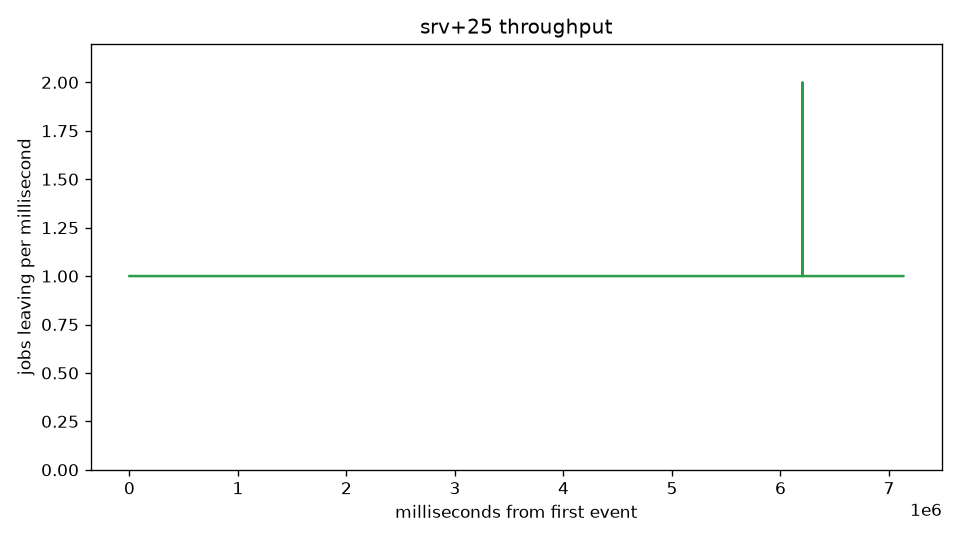 srv+25 throughput
jobs leaving per millisecond
2.00
1.75
1.50
1.25
1.00
0.75
0.50
0.25
0.00
0 1 2 3 4 5 6 7
1e6
milliseconds from first event